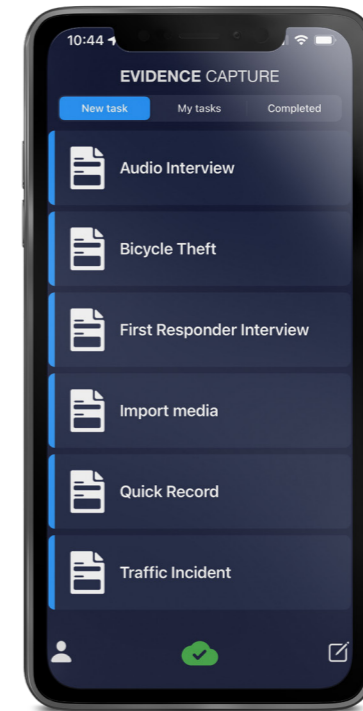 10:44
EVIDENCE CAPTURE
New task My tasks Completed
Audio Interview
Bicycle Theft
First Responder Interview
Import media
Quick Record
Traffic Incident